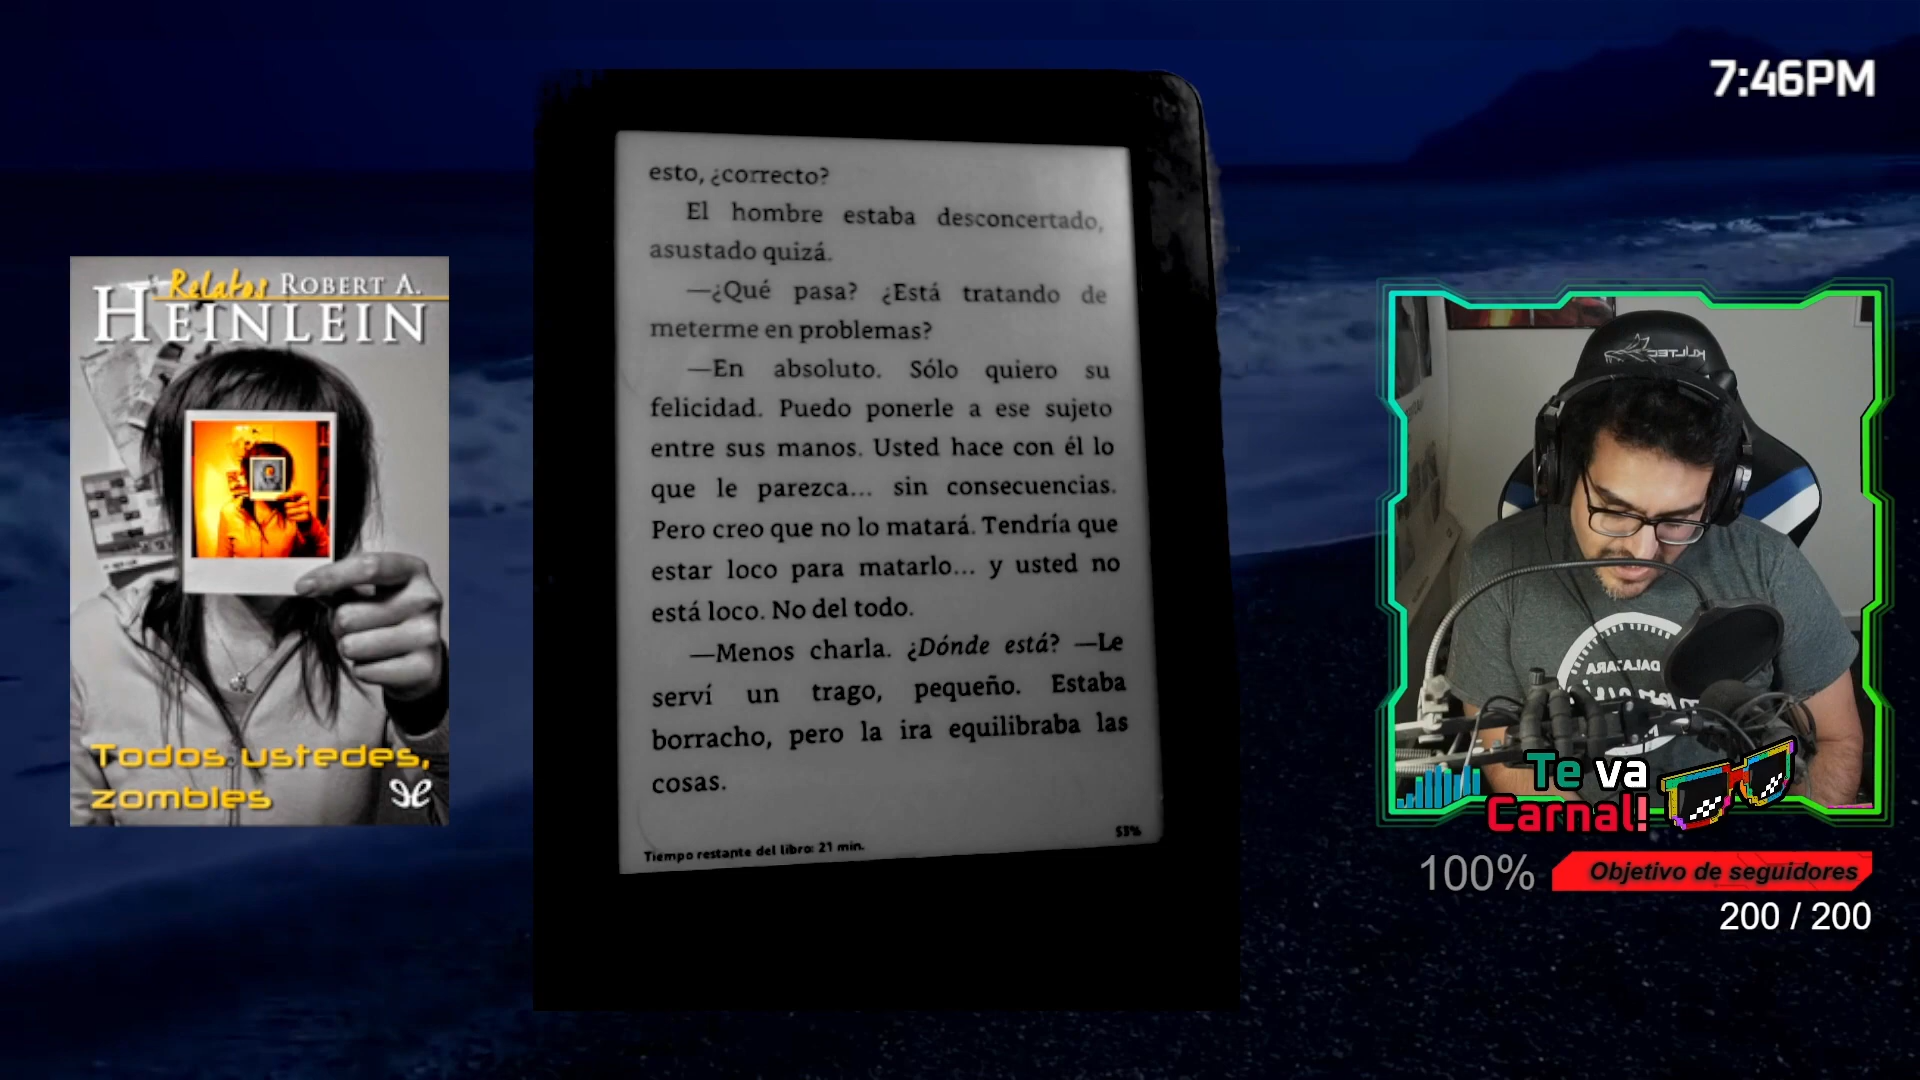 7:46PM
Relatos ROBERT A.
HEINLEIN
Todos ustedes,
zombies
esto, ¿correcto?
El hombre estaba desconcertado,
asustado quizá.
—¿Qué pasa? ¿Está tratando de
meterme en problemas?
—En absoluto. Sólo quiero su
felicidad. Puedo ponerle a ese sujeto
entre sus manos. Usted hace con él lo
que le parezca... sin consecuencias.
Pero creo que no lo matará. Tendría que
estar loco para matarlo... y usted no
está loco. No del todo.
—Menos charla. ¿Dónde está? —Le
serví un trago, pequeño. Estaba
borracho, pero la ira equilibraba las
cosas.
Tiempo restante del libro: 21 min.
53%
Te va
Carnal!
100%
Objetivo de seguidores
200 / 200